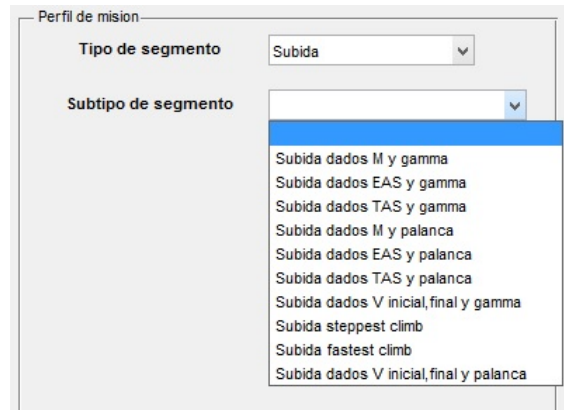 Perfil de mision
Tipo de segmento Subida
Subtipo de segmento
Subida dados M y gamma
Subida dados EAS y gamma
Subida dados TAS y gamma
Subida dados M y palanca
Subida dados EAS y palanca
Subida dados TAS y palanca
Subida dados V inicial,final y gamma
Subida steppest climb
Subida fastest climb
Subida dados V inicial,final y palanca